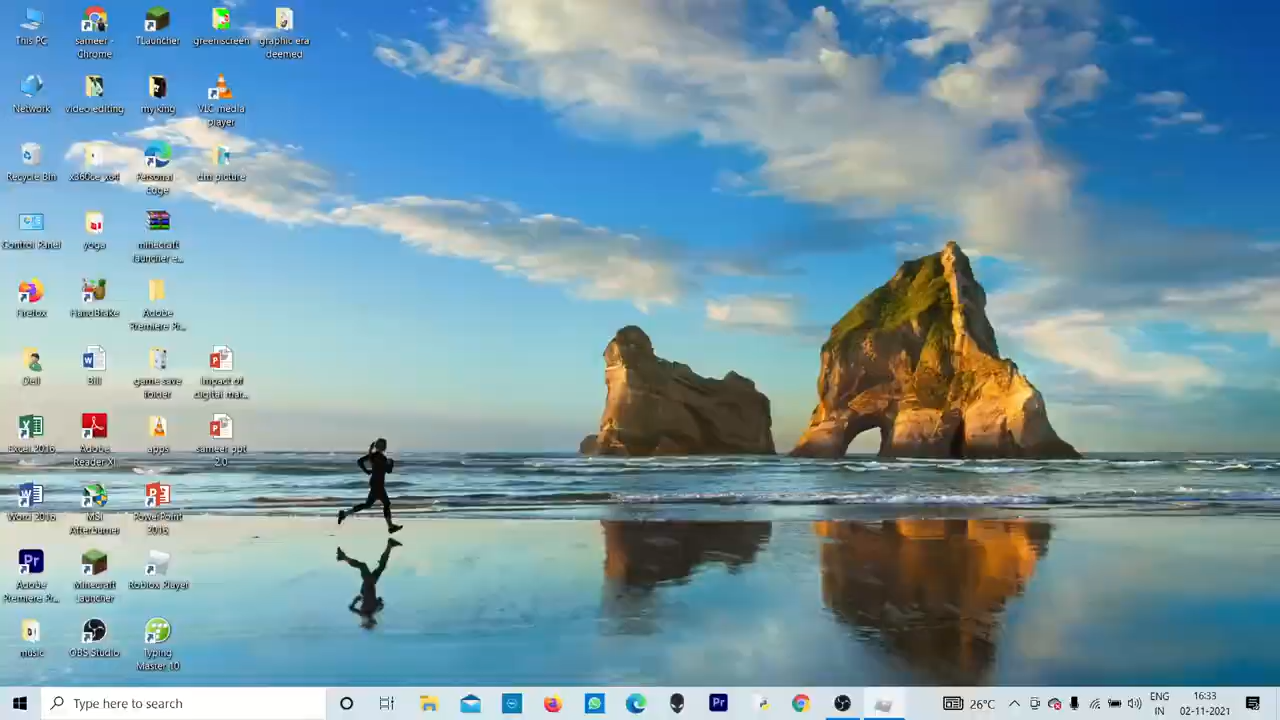 This PC
sameer - chrome
TLauncher
green screen
graphic era deemed
Network
video editing
my king
VLC media player
Recycle Bin
x360ce_x64
Personal - Edge
dm picture
Control Panel
yoga
minecraft launcher e...
Firefox
HandBrake
Adobe Premiere Pr...
Dell
Bill
game save folder
Impact of digital mar...
Excel 2016
Adobe Reader XI
apps
sameer ppt 2.0
Word 2016
MSI Afterburner
PowerPoint 2016
Adobe Premiere Pr...
Minecraft Launcher
Roblox Player
music
OBS Studio
Typing Master 10
Type here to search
26°C
ENG
IN
16:33
02-11-2021